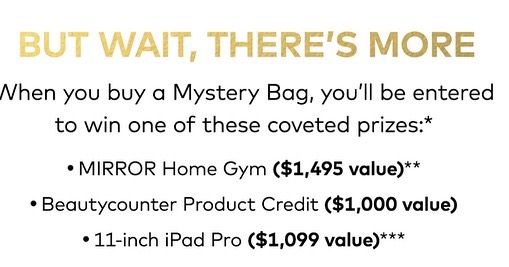 BUT WAIT, THERE'S MORE
When you buy a Mystery Bag, you'll be entered
to win one of these coveted prizes:*
• MIRROR Home Gym ($1,495 value)**
• Beautycounter Product Credit ($1,000 value)
• 11-inch iPad Pro ($1,099 value)***